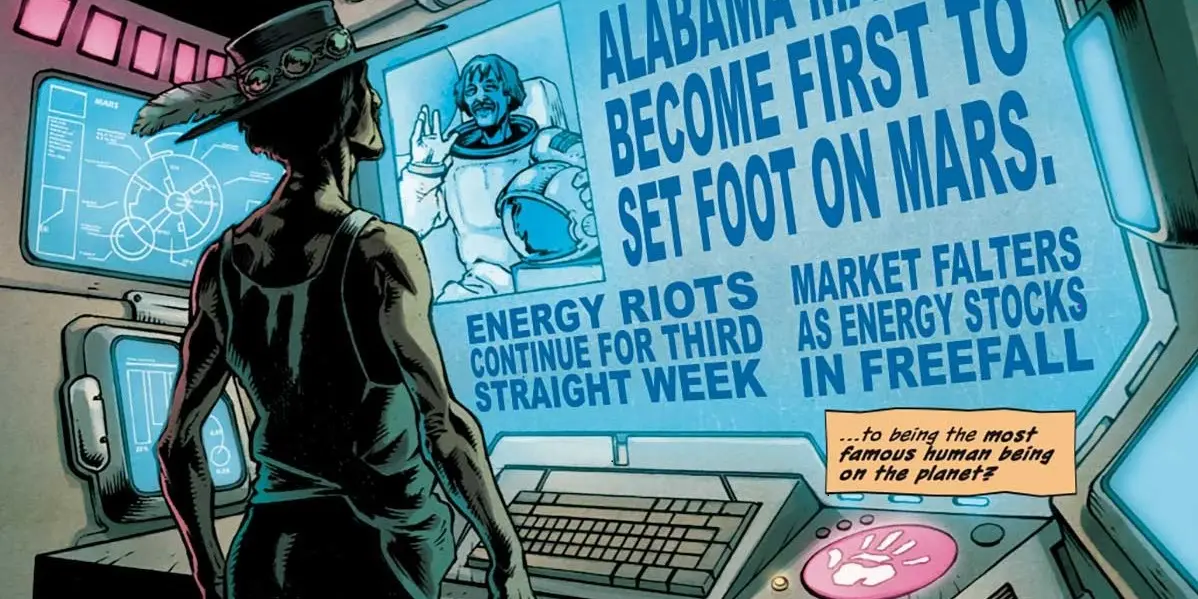 MARS
ALABAMA
BECOME FIRST TO
SET FOOT ON MARS.
ENERGY RIOTS
CONTINUE FOR THIRD
STRAIGHT WEEK
MARKET FALTERS
AS ENERGY STOCKS
IN FREEFALL
...to being the most
famous human being
on the planet?